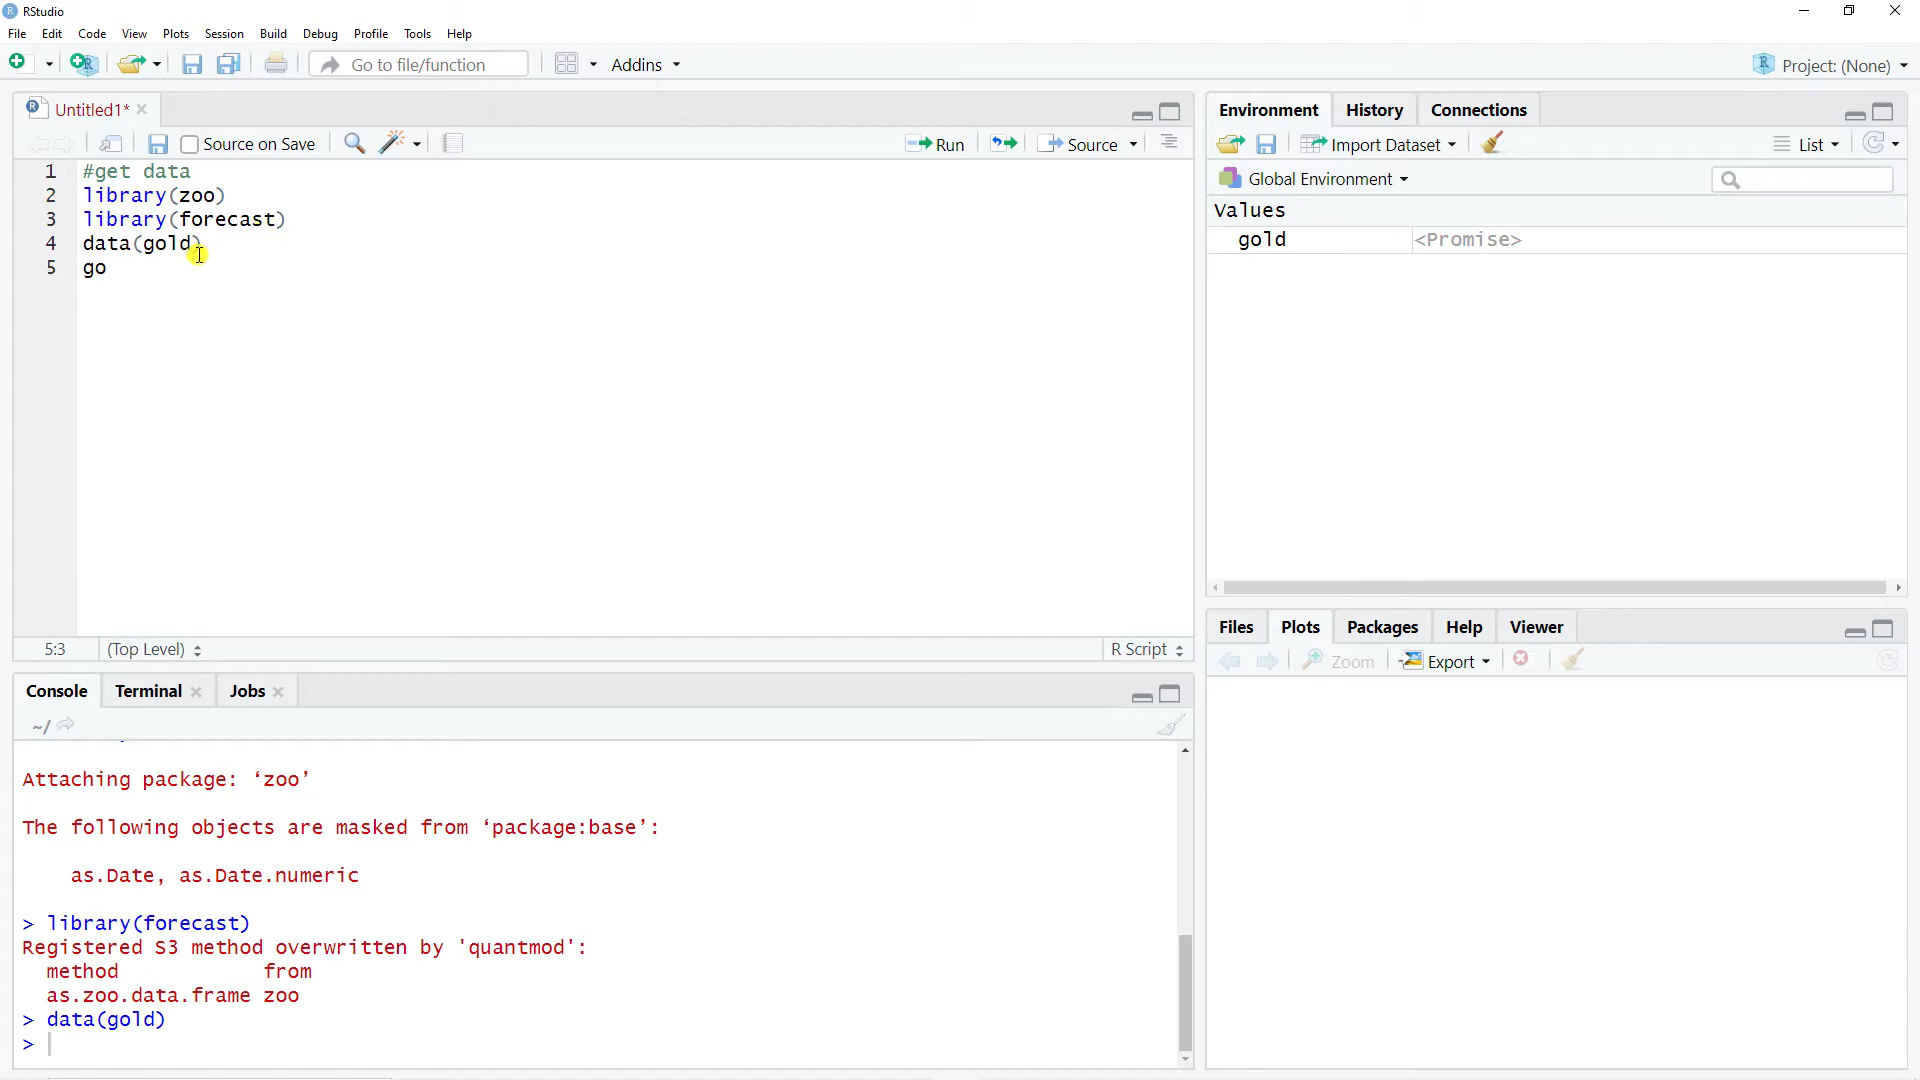 RStudio
File Edit Code View Plots Session Build Debug Profile Tools Help
Go to file/function Addins Project: (None)
Untitled1* Environment History Connections
Source on Save Run Source Import Dataset List
Global Environment
1 #get data
2 library(zoo)
3 library(forecast)
4 data(gold)
5 go
Values
gold <Promise>
5:3 (Top Level) R Script
Files Plots Packages Help Viewer
Zoom Export
Console Terminal Jobs
~/
Attaching package: ‘zoo’
The following objects are masked from ‘package:base’:
as.Date, as.Date.numeric
> library(forecast)
Registered S3 method overwritten by 'quantmod':
method from
as.zoo.data.frame zoo
> data(gold)
>